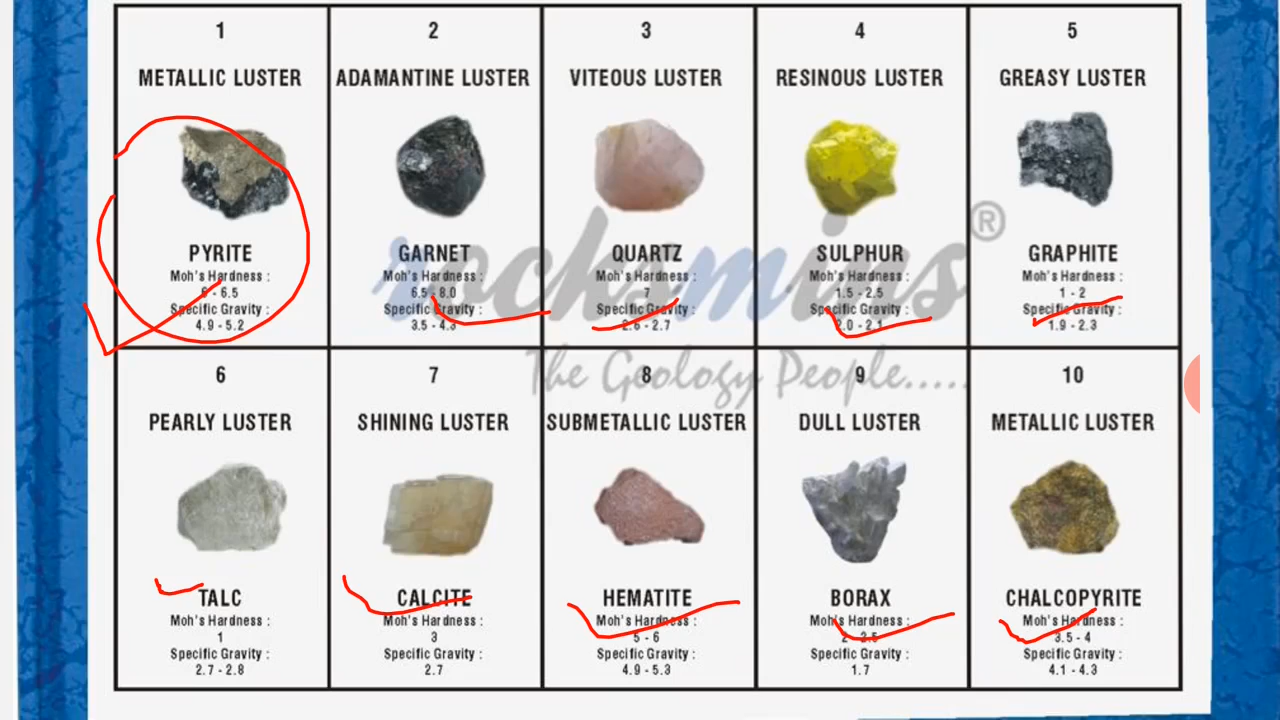 1
METALLIC LUSTER
PYRITE
Moh's Hardness :
6 - 6.5
Specific Gravity :
4.9 - 5.2
2
ADAMANTINE LUSTER
GARNET
Moh's Hardness :
6.5 - 8.0
Specific Gravity :
3.5 - 4.3
3
VITEOUS LUSTER
QUARTZ
Moh's Hardness :
7
Specific Gravity :
2.6 - 2.7
4
RESINOUS LUSTER
SULPHUR
Moh's Hardness :
1.5 - 2.5
Specific Gravity :
2.0 - 2.1
5
GREASY LUSTER
GRAPHITE
Moh's Hardness :
1 - 2
Specific Gravity :
1.9 - 2.3
rocksmins®
The Geology People.....
6
PEARLY LUSTER
TALC
Moh's Hardness :
1
Specific Gravity :
2.7 - 2.8
7
SHINING LUSTER
CALCITE
Moh's Hardness :
3
Specific Gravity :
2.7
8
SUBMETALLIC LUSTER
HEMATITE
Moh's Hardness :
5 - 6
Specific Gravity :
4.9 - 5.3
9
DULL LUSTER
BORAX
Moh's Hardness :
2 - 2.5
Specific Gravity :
1.7
10
METALLIC LUSTER
CHALCOPYRITE
Moh's Hardness :
3.5 - 4
Specific Gravity :
4.1 - 4.3